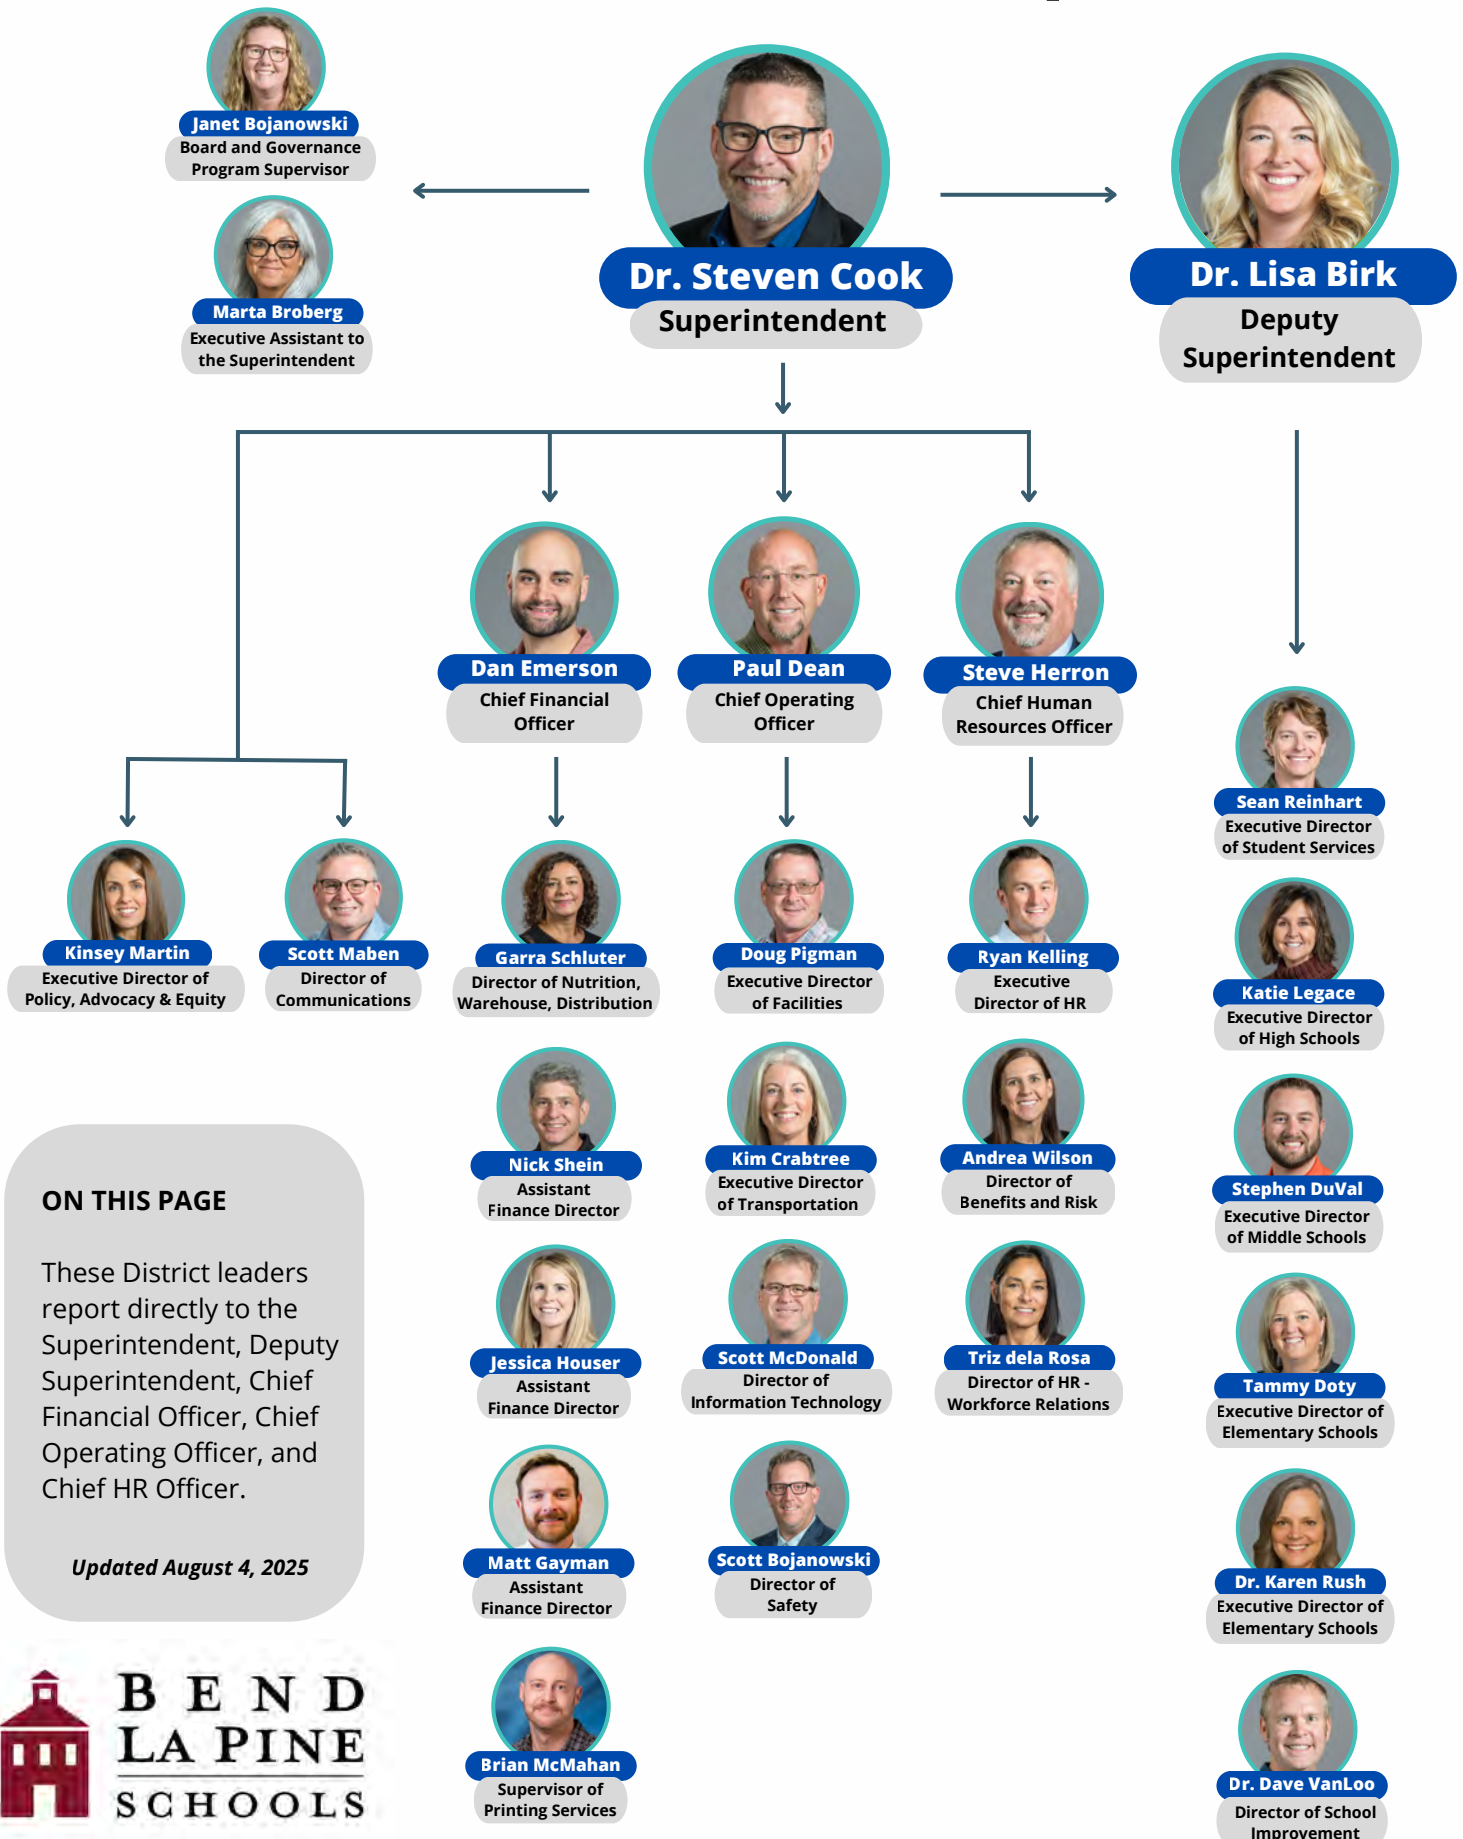 Janet Bojanowski
Board and Governance
Program Supervisor
Marta Broberg
Executive Assistant to
the Superintendent
Dr. Steven Cook
Superintendent
Dr. Lisa Birk
Deputy
Superintendent
Dan Emerson
Chief Financial
Officer
Paul Dean
Chief Operating
Officer
Steve Herron
Chief Human
Resources Officer
Kinsey Martin
Executive Director of
Policy, Advocacy & Equity
Scott Maben
Director of
Communications
Garra Schluter
Director of Nutrition,
Warehouse, Distribution
Nick Shein
Assistant
Finance Director
Jessica Houser
Assistant
Finance Director
Matt Gayman
Assistant
Finance Director
Brian McMahan
Supervisor of
Printing Services
Doug Pigman
Executive Director
of Facilities
Kim Crabtree
Executive Director
of Transportation
Scott McDonald
Director of
Information Technology
Scott Bojanowski
Director of
Safety
Ryan Kelling
Executive
Director of HR
Andrea Wilson
Director of
Benefits and Risk
Triz dela Rosa
Director of HR -
Workforce Relations
Sean Reinhart
Executive Director
of Student Services
Katie Legace
Executive Director
of High Schools
Stephen DuVal
Executive Director
of Middle Schools
Tammy Doty
Executive Director of
Elementary Schools
Dr. Karen Rush
Executive Director of
Elementary Schools
Dr. Dave VanLoo
Director of School
Improvement
ON THIS PAGE
These District leaders
report directly to the
Superintendent, Deputy
Superintendent, Chief
Financial Officer, Chief
Operating Officer, and
Chief HR Officer.
Updated August 4, 2025
BEND
LA PINE
SCHOOLS